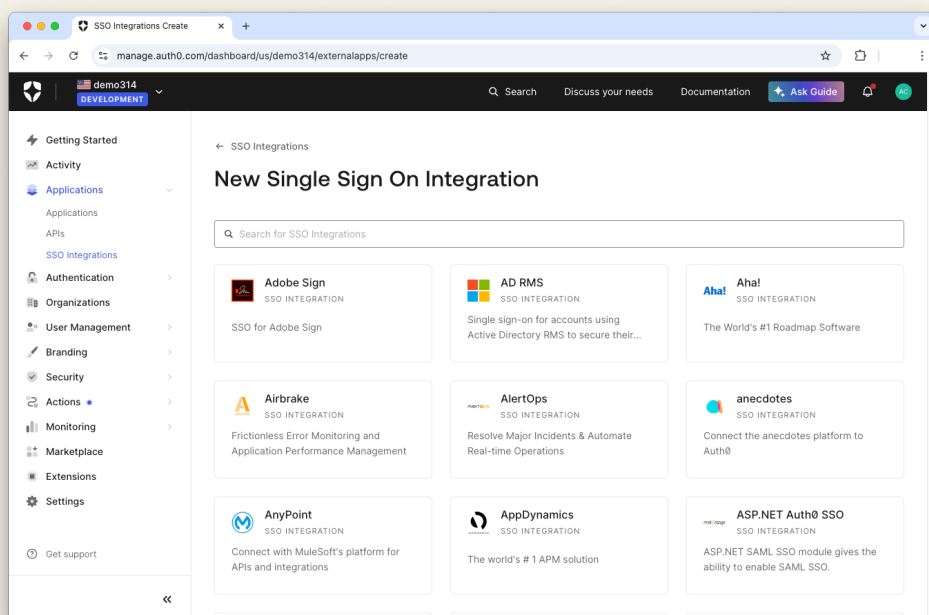 SSO Integrations Create
manage.auth0.com/dashboard/us/demo314/externalapps/create
demo314
DEVELOPMENT
Search
Discuss your needs
Documentation
Ask Guide
AC
Getting Started
Activity
Applications
Applications
APIs
SSO Integrations
Authentication
Organizations
User Management
Branding
Security
Actions
Monitoring
Marketplace
Extensions
Settings
Get support
SSO Integrations
New Single Sign On Integration
Search for SSO Integrations
Adobe Sign
SSO INTEGRATION
SSO for Adobe Sign
AD RMS
SSO INTEGRATION
Single sign-on for accounts using
Active Directory RMS to secure their...
Aha!
Aha!
SSO INTEGRATION
The World's #1 Roadmap Software
Airbrake
SSO INTEGRATION
Frictionless Error Monitoring and
Application Performance Management
AlertOps
AlertOps
SSO INTEGRATION
Resolve Major Incidents & Automate
Real-time Operations
anecdotes
SSO INTEGRATION
Connect the anecdotes platform to
Auth0
AnyPoint
SSO INTEGRATION
Connect with MuleSoft's platform for
APIs and integrations
AppDynamics
SSO INTEGRATION
The world's # 1 APM solution
ASP.NET Auth0 SSO
SSO INTEGRATION
ASP.NET SAML SSO module gives the
ability to enable SAML SSO.